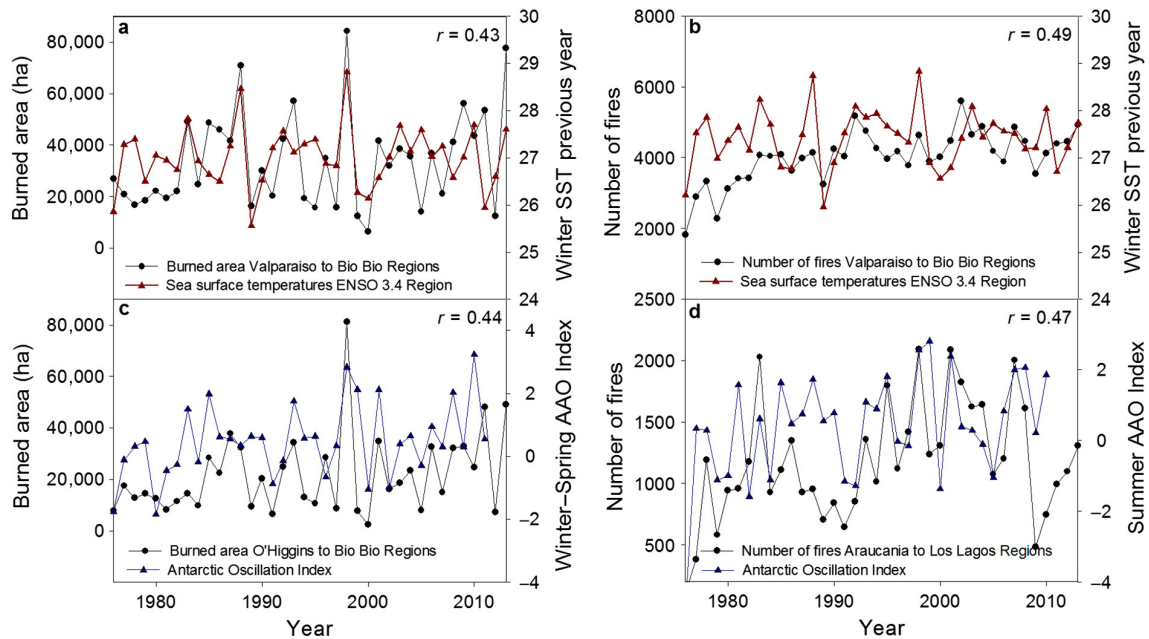 a
r = 0.43
80,000
60,000
40,000
20,000
0
Burned area (ha)
30
29
28
27
26
25
24
Winter SST previous year
Burned area Valparaiso to Bio Bio Regions
Sea surface temperatures ENSO 3.4 Region
b
r = 0.49
8000
6000
4000
2000
Number of fires
30
29
28
27
26
25
24
Winter SST previous year
Number of fires Valparaiso to Bio Bio Regions
Sea surface temperatures ENSO 3.4 Region
c
r = 0.44
80,000
60,000
40,000
20,000
0
Burned area (ha)
4
2
0
−2
−4
Winter–Spring AAO Index
Burned area O'Higgins to Bio Bio Regions
Antarctic Oscillation Index
1980
1990
2000
2010
Year
d
r = 0.47
2500
2000
1500
1000
500
Number of fires
2
0
−2
−4
Summer AAO Index
Number of fires Araucania to Los Lagos Regions
Antarctic Oscillation Index
1980
1990
2000
2010
Year